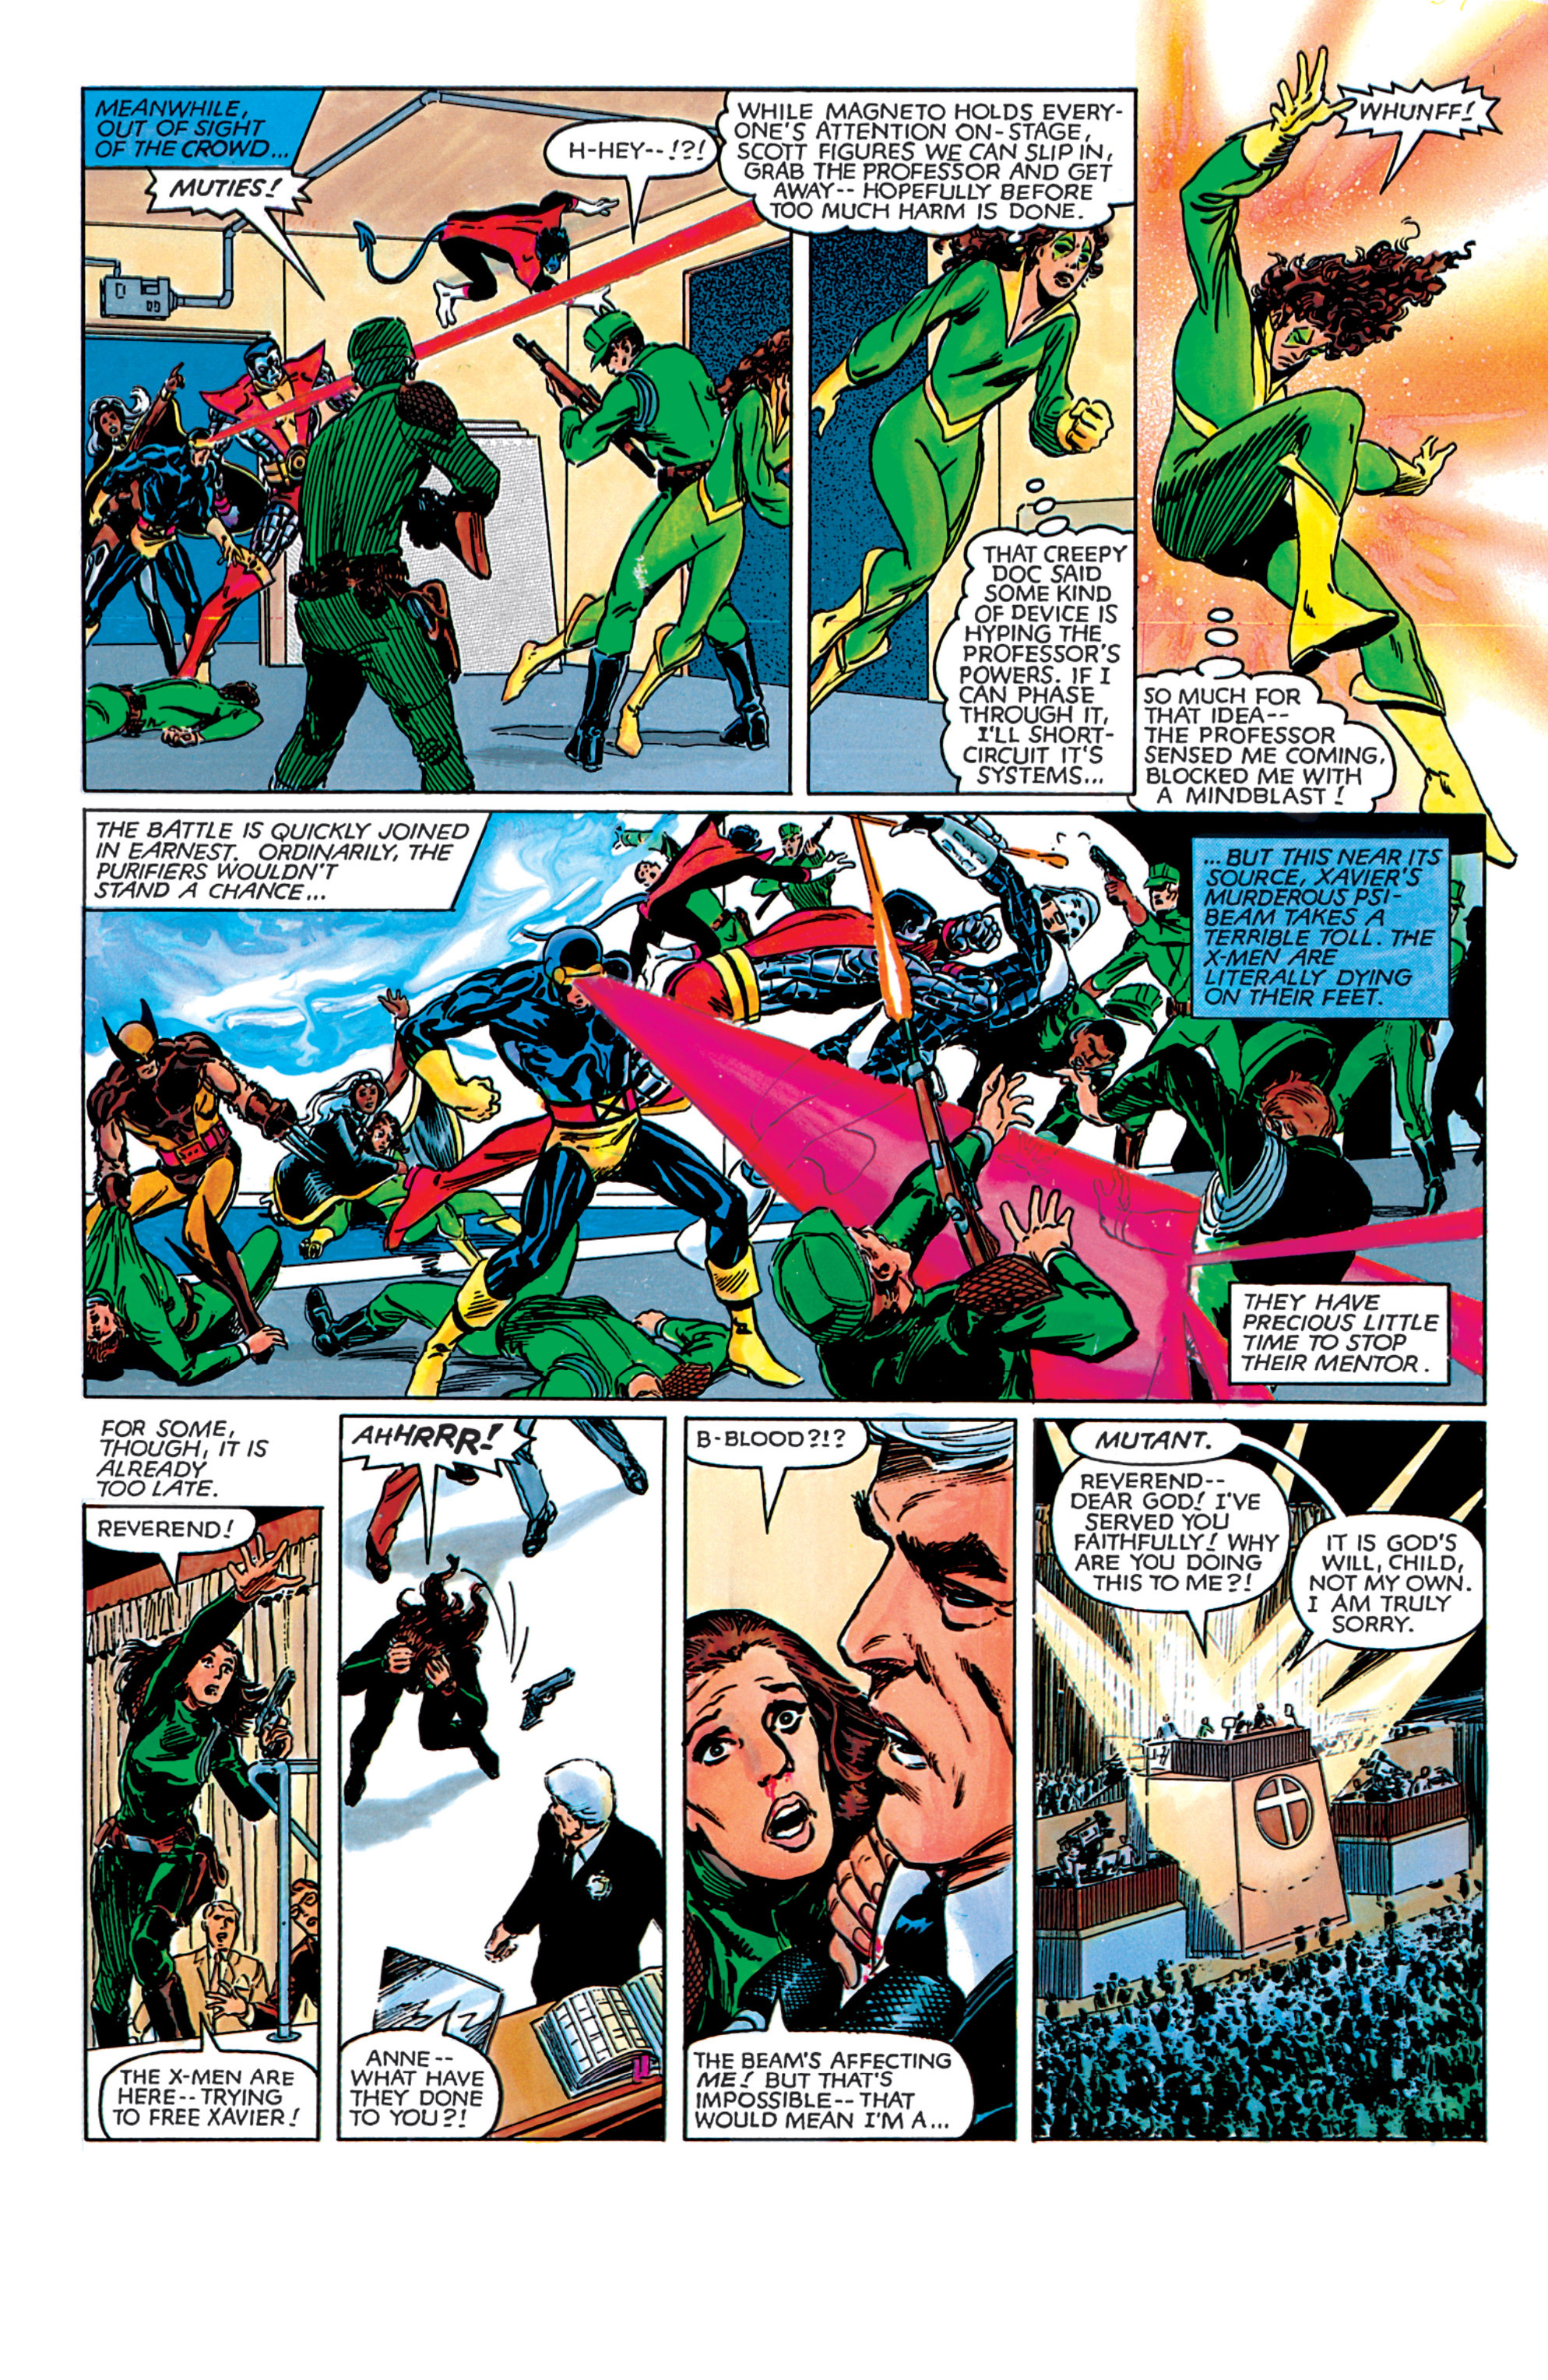 MEANWHILE,
OUT OF SIGHT
OF THE CROWD...
MUTIES!
H-HEY--!?!
WHILE MAGNETO HOLDS EVERY-
ONE'S ATTENTION ON-STAGE,
SCOTT FIGURES WE CAN SLIP IN,
GRAB THE PROFESSOR AND GET
AWAY-- HOPEFULLY BEFORE
TOO MUCH HARM IS DONE.
THAT CREEPY
DOC SAID
SOME KIND
OF DEVICE IS
HYPING THE
PROFESSOR'S
POWERS. IF I
CAN PHASE
THROUGH IT,
I'LL SHORT-
CIRCUIT IT'S
SYSTEMS...
WHUNFF!
SO MUCH FOR
THAT IDEA--
THE PROFESSOR
SENSED ME COMING,
BLOCKED ME WITH
A MINDBLAST!
THE BATTLE IS QUICKLY JOINED
IN EARNEST. ORDINARILY, THE
PURIFIERS WOULDN'T
STAND A CHANCE...
...BUT THIS NEAR ITS
SOURCE, XAVIER'S
MURDEROUS PSI-
BEAM TAKES A
TERRIBLE TOLL. THE
X-MEN ARE
LITERALLY DYING
ON THEIR FEET.
THEY HAVE
PRECIOUS LITTLE
TIME TO STOP
THEIR MENTOR.
FOR SOME,
THOUGH, IT IS
ALREADY
TOO LATE.
REVEREND!
THE X-MEN ARE
HERE-- TRYING
TO FREE XAVIER!
AHHRRR!
ANNE--
WHAT HAVE
THEY DONE
TO YOU?!
B-BLOOD?!?
THE BEAM'S AFFECTING
ME! BUT THAT'S
IMPOSSIBLE-- THAT
WOULD MEAN I'M A...
MUTANT.
REVEREND--
DEAR GOD! I'VE
SERVED YOU
FAITHFULLY! WHY
ARE YOU DOING
THIS TO ME?!
IT IS GOD'S
WILL, CHILD,
NOT MY OWN.
I AM TRULY
SORRY.